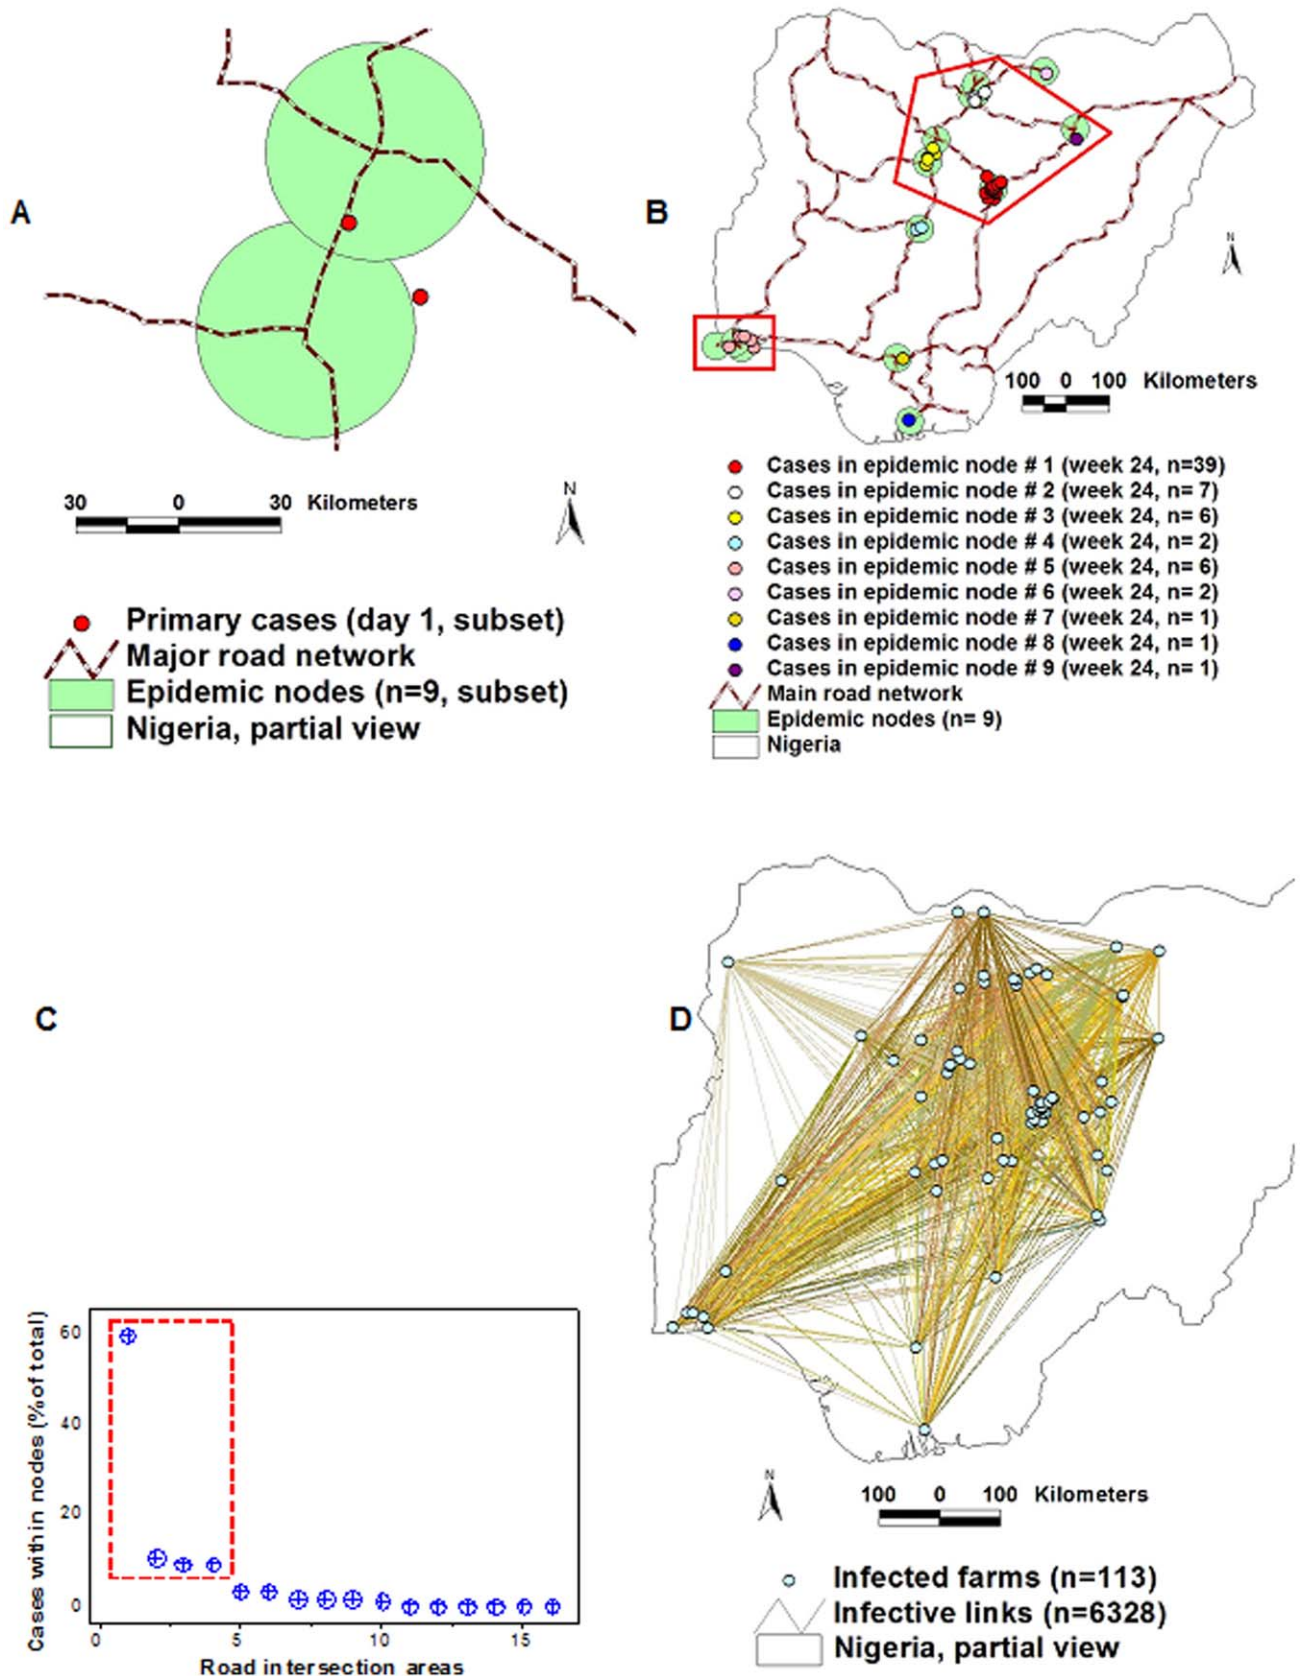 A
30 0 30 Kilometers
N
Primary cases (day 1, subset)
Major road network
Epidemic nodes (n=9, subset)
Nigeria, partial view
B
N
100 0 100 Kilometers
Cases in epidemic node # 1 (week 24, n=39)
Cases in epidemic node # 2 (week 24, n= 7)
Cases in epidemic node # 3 (week 24, n= 6)
Cases in epidemic node # 4 (week 24, n= 2)
Cases in epidemic node # 5 (week 24, n= 6)
Cases in epidemic node # 6 (week 24, n= 2)
Cases in epidemic node # 7 (week 24, n= 1)
Cases in epidemic node # 8 (week 24, n= 1)
Cases in epidemic node # 9 (week 24, n= 1)
Main road network
Epidemic nodes (n= 9)
Nigeria
C
Cases within nodes (% of total)
60
40
20
0
0 5 10 15
Road intersection areas
D
N
100 0 100 Kilometers
Infected farms (n=113)
Infective links (n=6328)
Nigeria, partial view